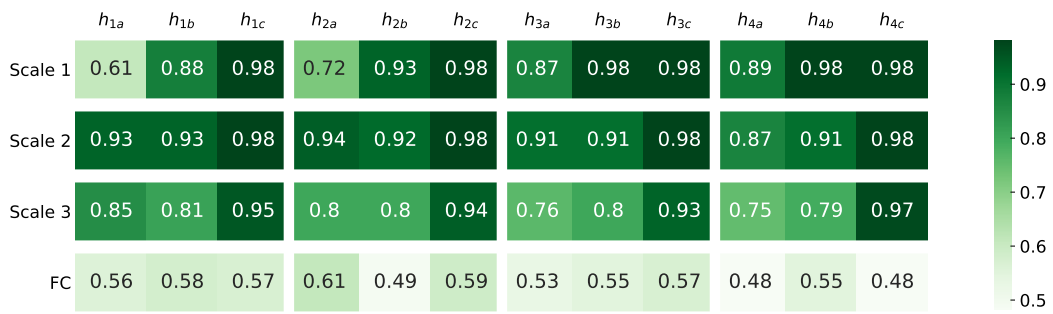 h1a h1b h1c h2a h2b h2c h3a h3b h3c h4a h4b h4c
Scale 1 0.61 0.88 0.98 0.72 0.93 0.98 0.87 0.98 0.98 0.89 0.98 0.98
Scale 2 0.93 0.93 0.98 0.94 0.92 0.98 0.91 0.91 0.98 0.87 0.91 0.98
Scale 3 0.85 0.81 0.95 0.8 0.8 0.94 0.76 0.8 0.93 0.75 0.79 0.97
FC 0.56 0.58 0.57 0.61 0.49 0.59 0.53 0.55 0.57 0.48 0.55 0.48
0.9
0.8
0.7
0.6
0.5